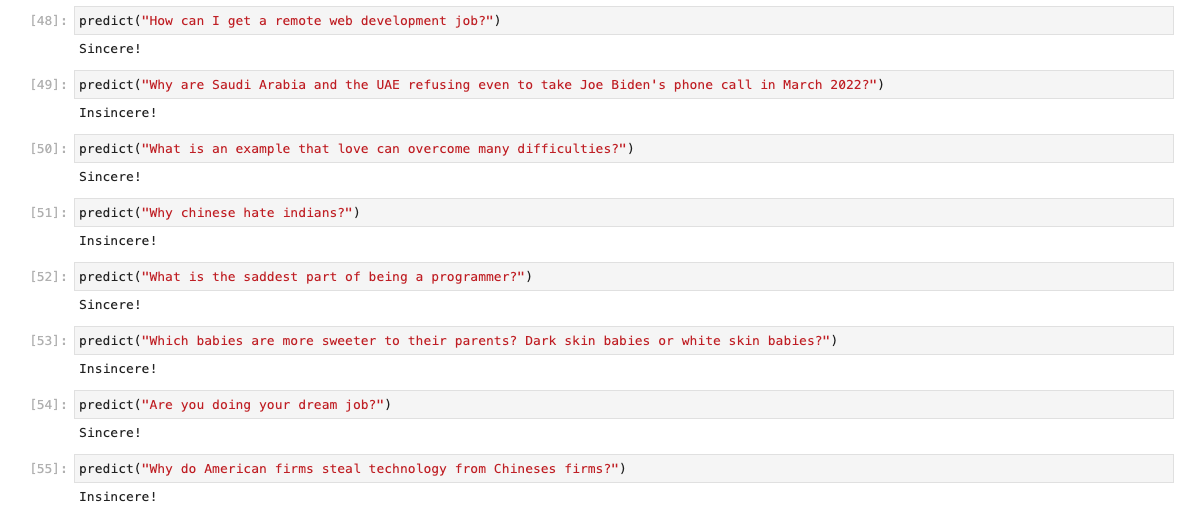 [48]: predict("How can I get a remote web development job?")
Sincere!
[49]: predict("Why are Saudi Arabia and the UAE refusing even to take Joe Biden's phone call in March 2022?")
Insincere!
[50]: predict("What is an example that love can overcome many difficulties?")
Sincere!
[51]: predict("Why chinese hate indians?")
Insincere!
[52]: predict("What is the saddest part of being a programmer?")
Sincere!
[53]: predict("Which babies are more sweeter to their parents? Dark skin babies or white skin babies?")
Insincere!
[54]: predict("Are you doing your dream job?")
Sincere!
[55]: predict("Why do American firms steal technology from Chineses firms?")
Insincere!